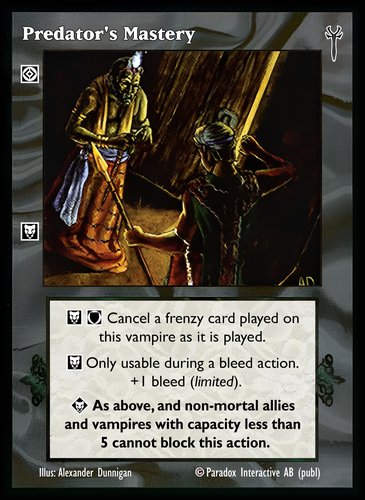 Predator's Mastery
AD
Cancel a frenzy card played on
this vampire as it is played.
Only usable during a bleed action.
+1 bleed (limited).
As above, and non-mortal allies
and vampires with capacity less than
5 cannot block this action.
Illus: Alexander Dunnigan © Paradox Interactive AB (publ)